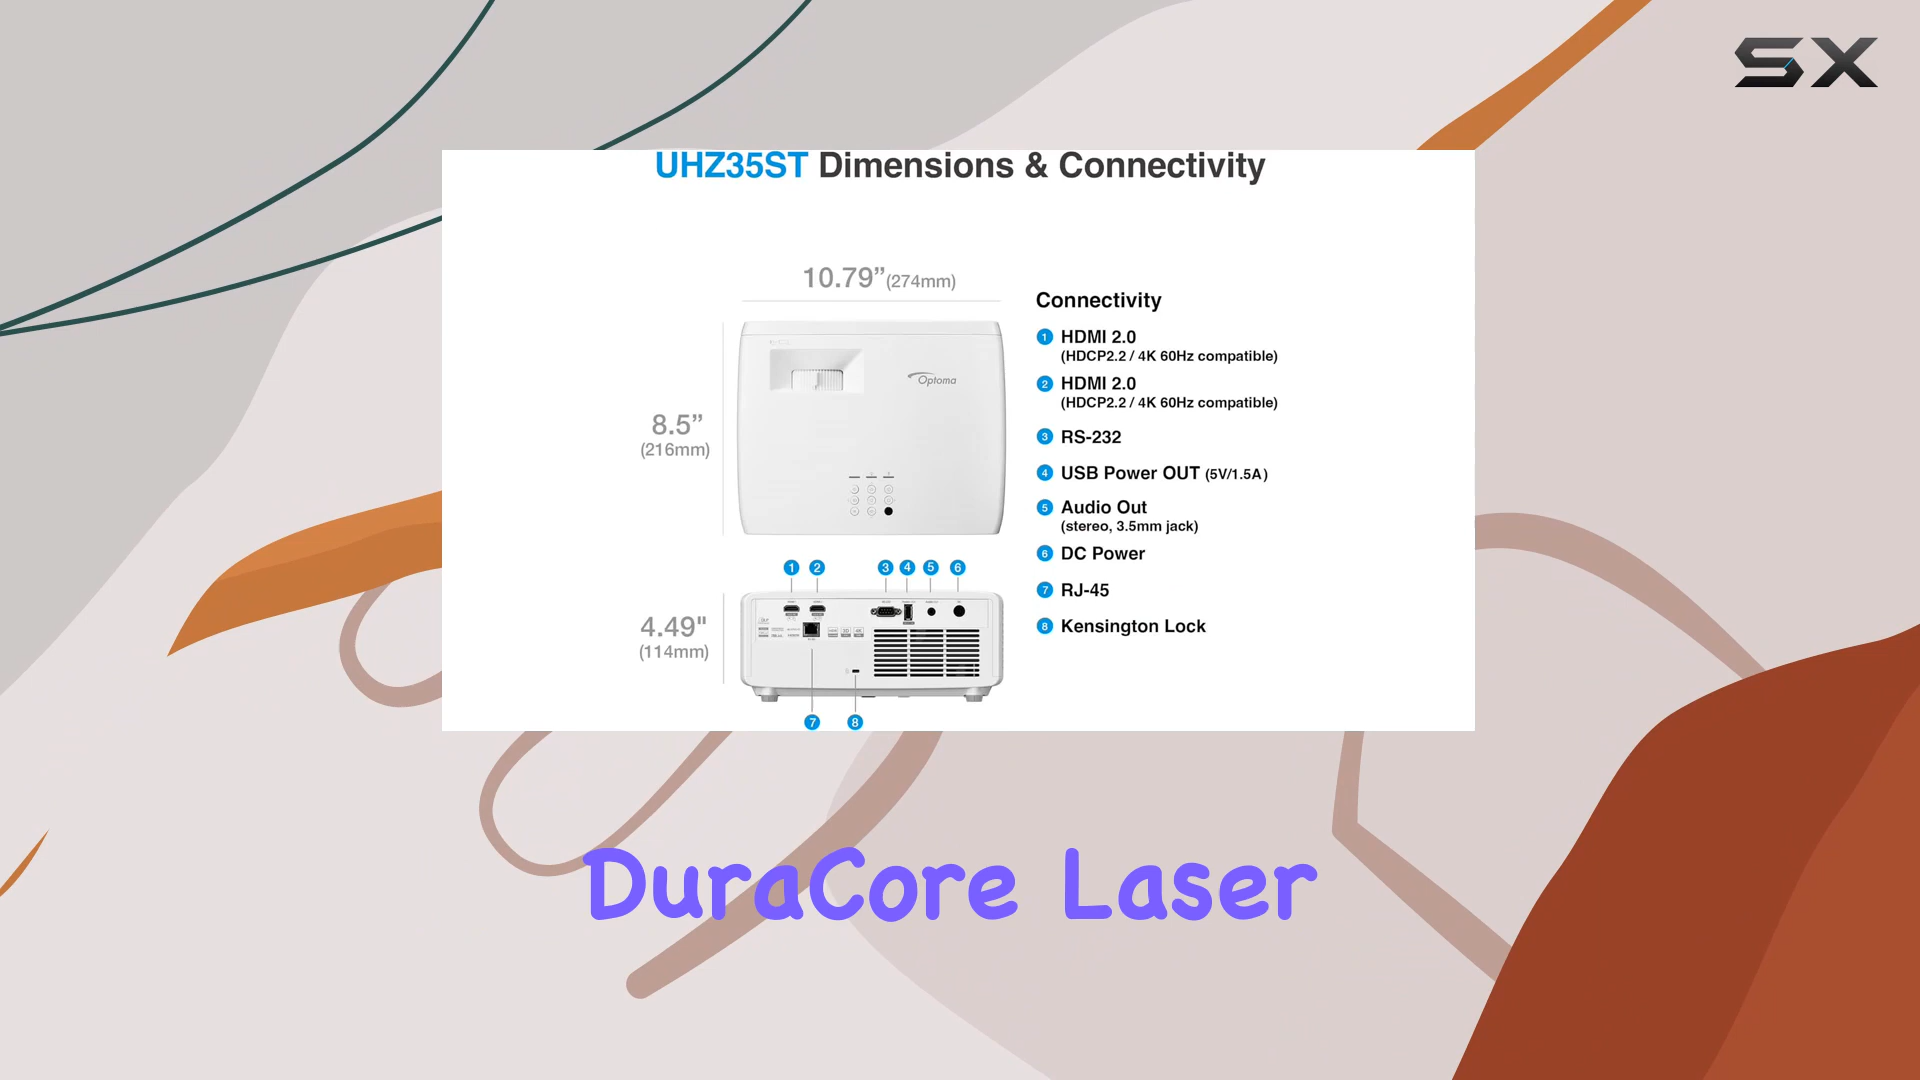 SX
UHZ35ST Dimensions & Connectivity
10.79” (274mm)
8.5”
(216mm)
Optoma
4.49"
(114mm)
1 2 3 4 5 6
7 8
Connectivity
1 HDMI 2.0
(HDCP2.2 / 4K 60Hz compatible)
2 HDMI 2.0
(HDCP2.2 / 4K 60Hz compatible)
3 RS-232
4 USB Power OUT (5V/1.5A)
5 Audio Out
(stereo, 3.5mm jack)
6 DC Power
7 RJ-45
8 Kensington Lock
DuraCore Laser